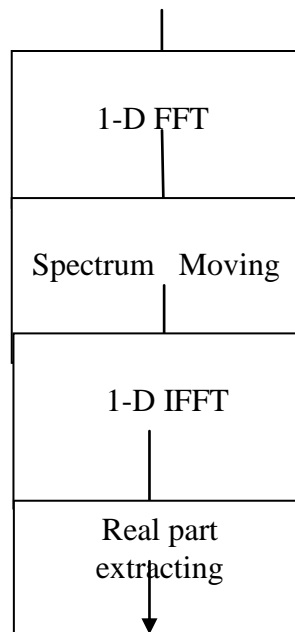 1-D FFT
Spectrum Moving
1-D IFFT
Real part
extracting